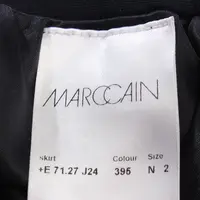 MARCCAIN
skirt Colour Size
+E 71.27 J24 395 N 2